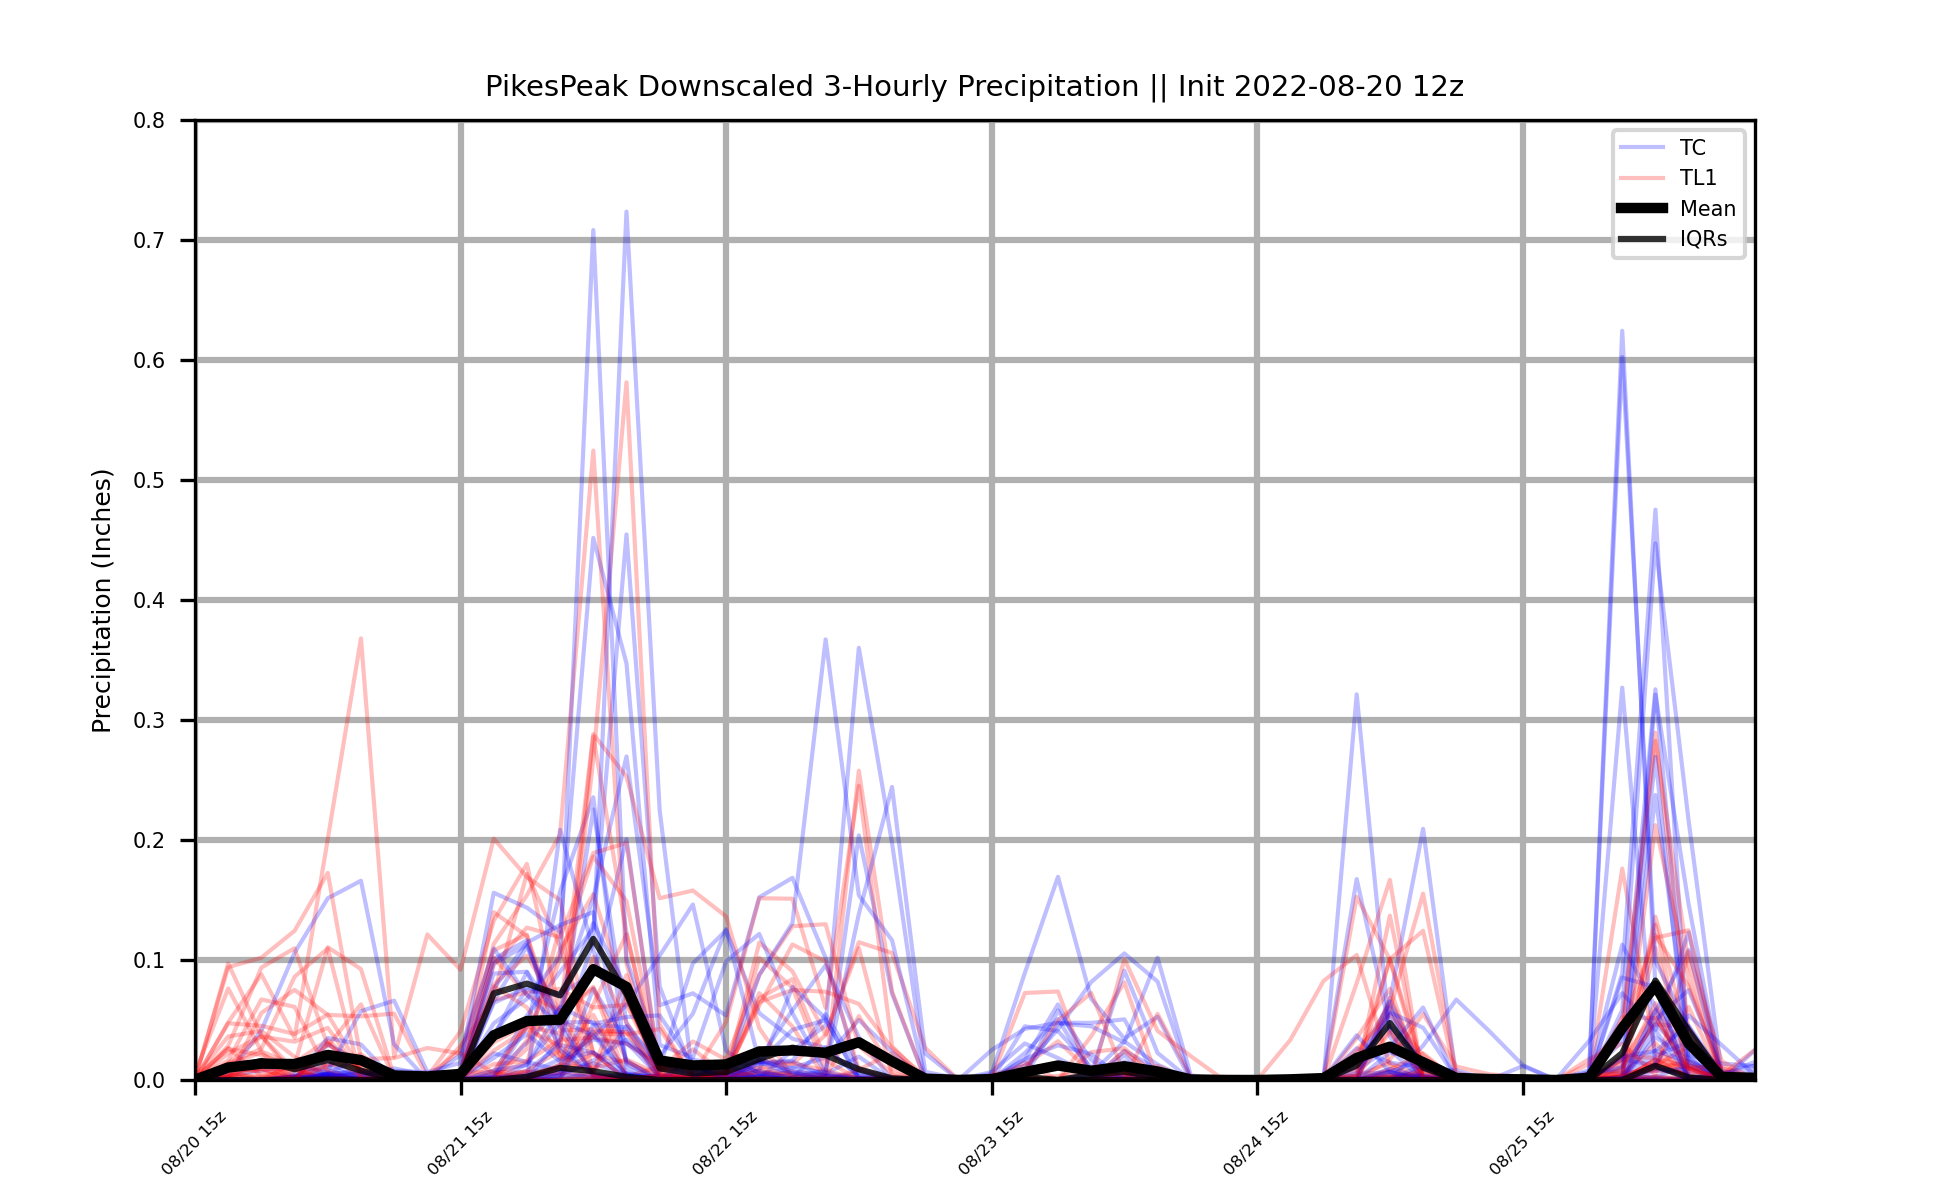 PikesPeak Downscaled 3-Hourly Precipitation || Init 2022-08-20 12z
TC
TL1
Mean
IQRs
Precipitation (Inches)
0.8
0.7
0.6
0.5
0.4
0.3
0.2
0.1
0.0
08/20 15z
08/21 15z
08/22 15z
08/23 15z
08/24 15z
08/25 15z